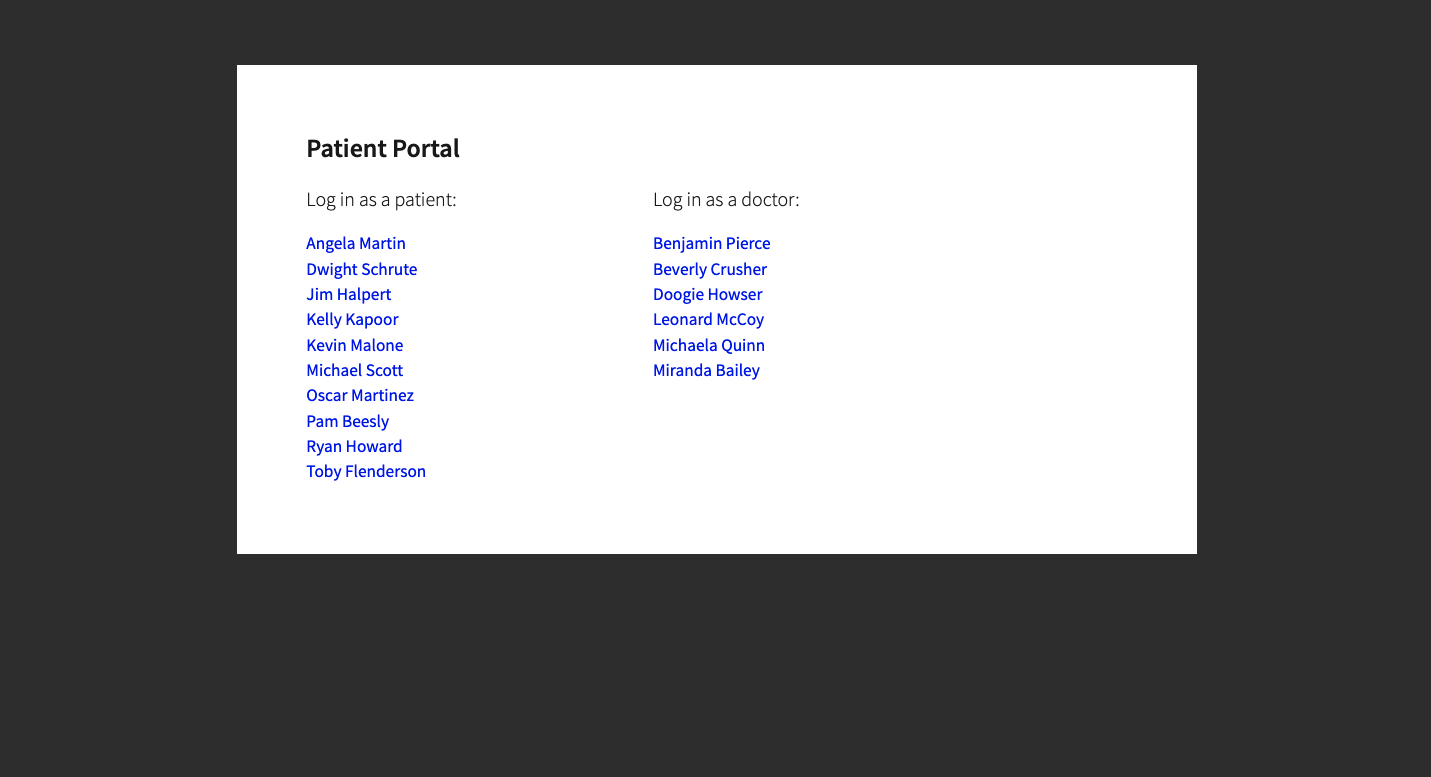 Patient Portal
Log in as a patient:
Angela Martin
Dwight Schrute
Jim Halpert
Kelly Kapoor
Kevin Malone
Michael Scott
Oscar Martinez
Pam Beesly
Ryan Howard
Toby Flenderson
Log in as a doctor:
Benjamin Pierce
Beverly Crusher
Doogie Howser
Leonard McCoy
Michaela Quinn
Miranda Bailey